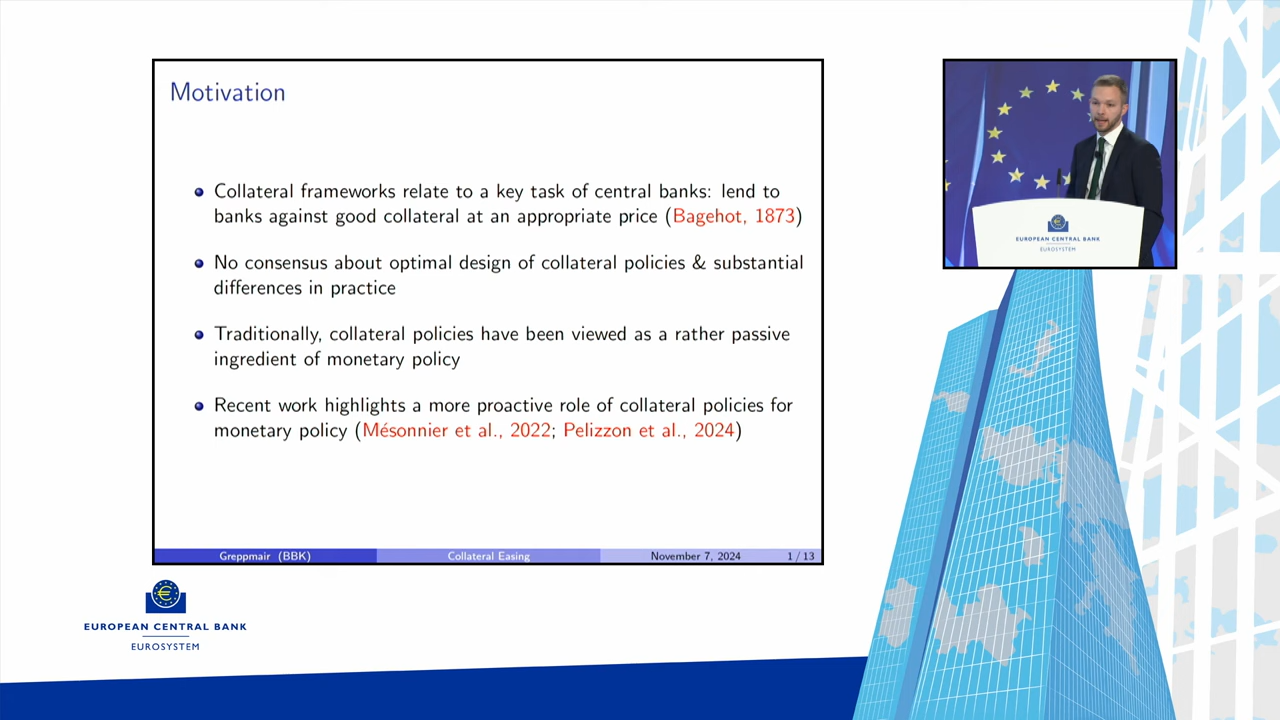 Motivation
Collateral frameworks relate to a key task of central banks: lend to
banks against good collateral at an appropriate price (Bagehot, 1873)
No consensus about optimal design of collateral policies & substantial
differences in practice
Traditionally, collateral policies have been viewed as a rather passive
ingredient of monetary policy
Recent work highlights a more proactive role of collateral policies for
monetary policy (Mésonnier et al., 2022; Pelizzon et al., 2024)
Greppmair (BBK)
Collateral Easing
November 7, 2024
1 / 13
EUROPEAN CENTRAL BANK
EUROSYSTEM
EUROPEAN CENTRAL BANK
EUROSYSTEM